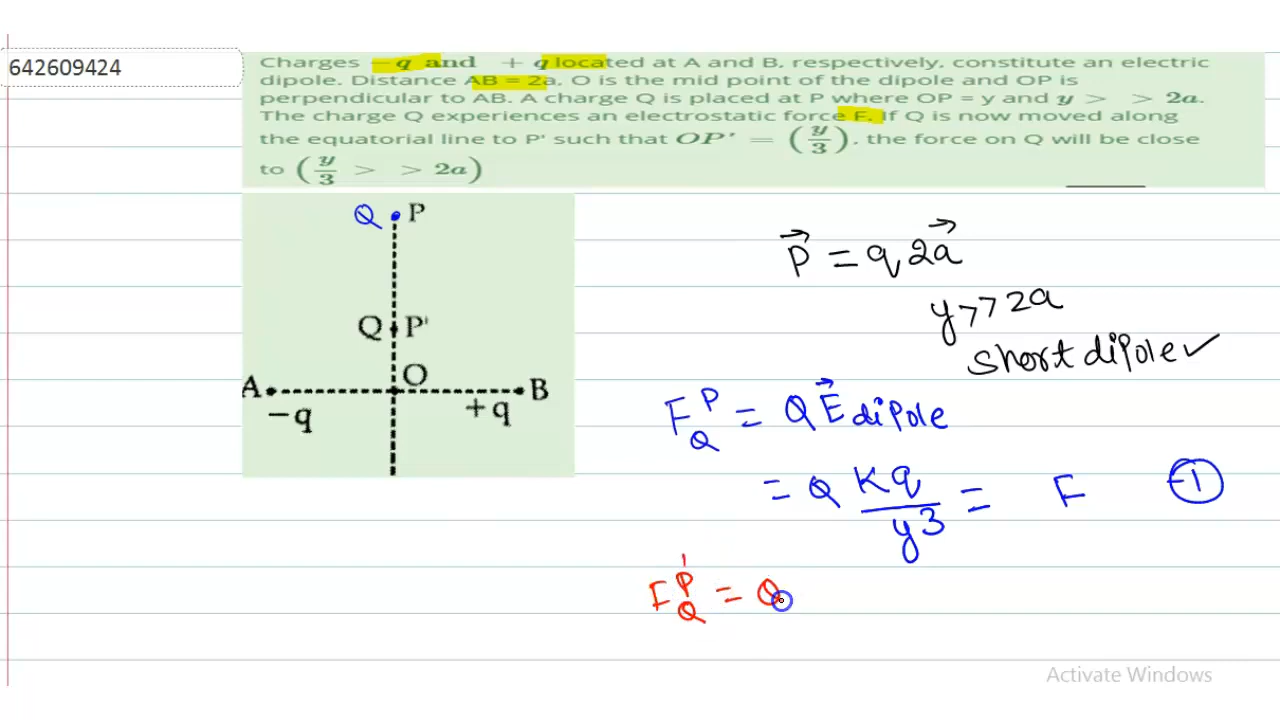 642609424
Charges −q and + q located at A and B, respectively, constitute an electric
dipole. Distance AB = 2a, O is the mid point of the dipole and OP is
perpendicular to AB. A charge Q is placed at P where OP = y and y > > 2a.
The charge Q experiences an electrostatic force F. If Q is now moved along
the equatorial line to P' such that OP' = (y/3), the force on Q will be close
to (y/3 > > 2a)
Q P
Q P'
A O B
−q +q
P⃗ = q 2a⃗
y >> 2a
short dipole ✓
F_Q^P = Q E⃗ dipole
= Q Kq/y3 = F −1
F_Q^P' = Q
Activate Windows